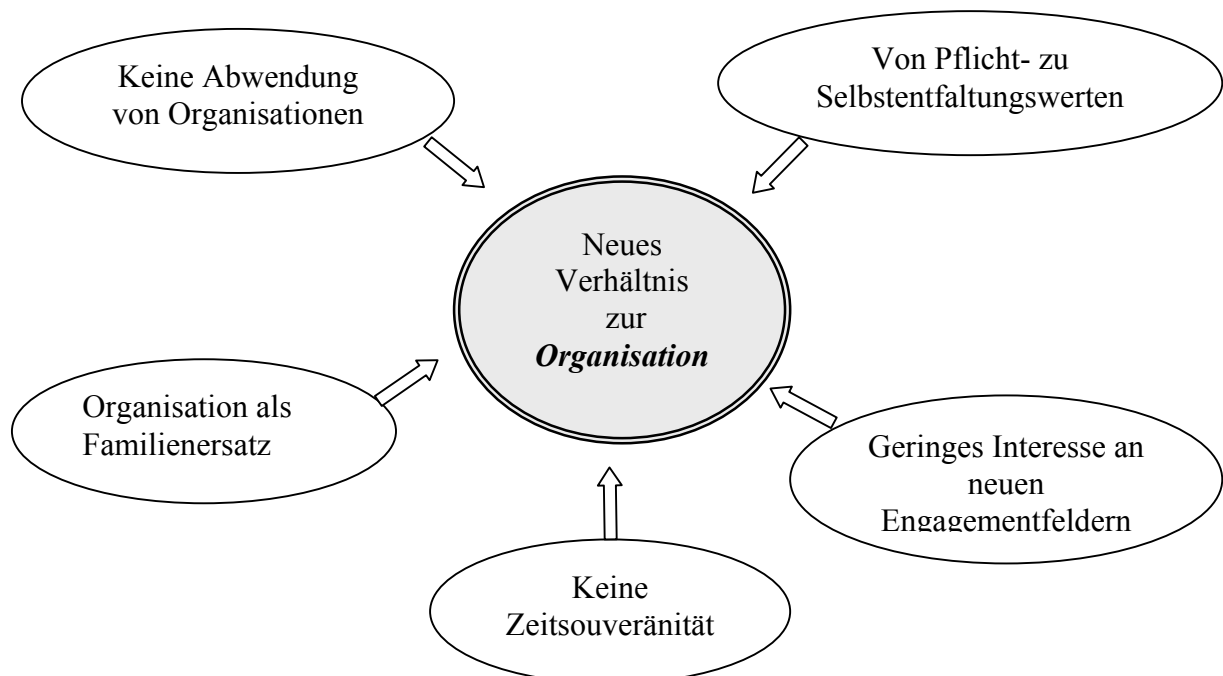 Keine Abwendung
von Organisationen
Von Pflicht- zu
Selbstentfaltungswerten
Neues
Verhältnis
zur
Organisation
Organisation als
Familienersatz
Geringes Interesse an
neuen
Engagementfeldern
Keine
Zeitsouveränität